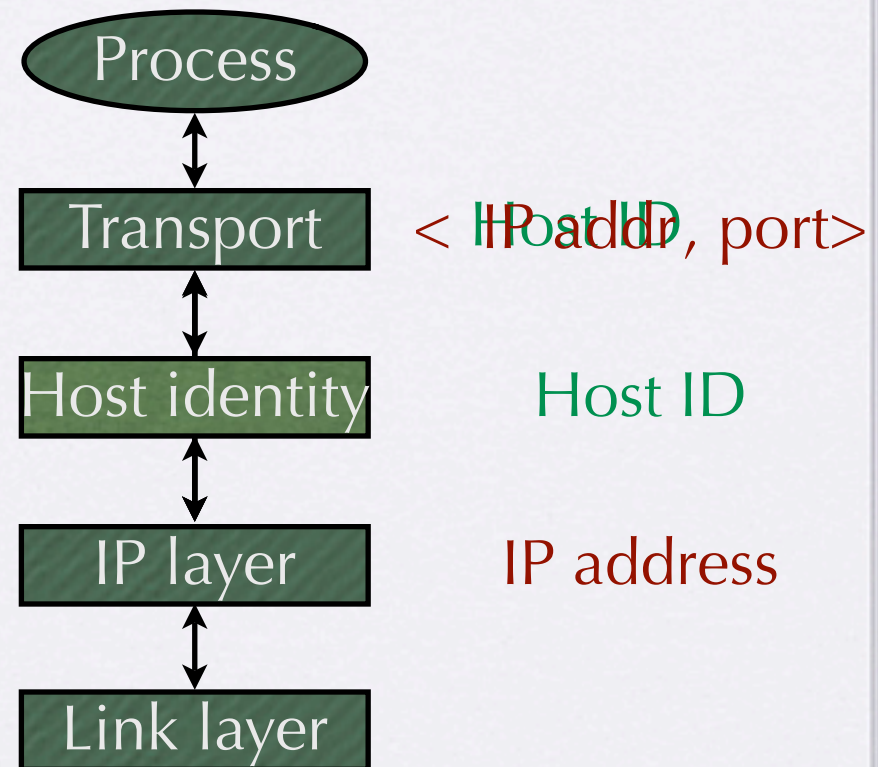 Process
Transport
< IP addr, port>
Host ID
Host identity
Host ID
IP layer
IP address
Link layer